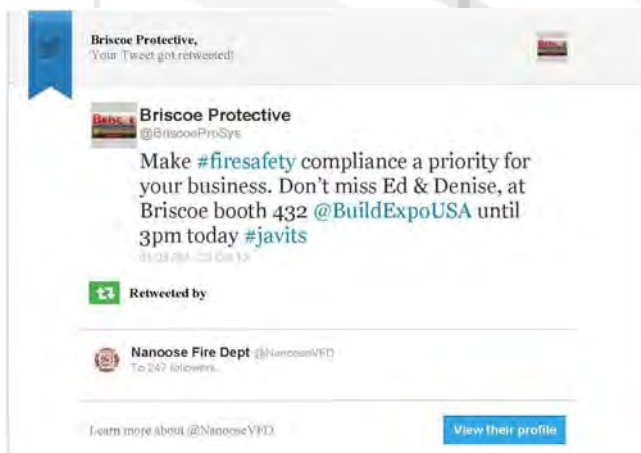 Briscoe Protective,
Your Tweet got retweeted!
Briscoe Protective
@BriscoeProSys
Make #firesafety compliance a priority for
your business. Don't miss Ed & Denise, at
Briscoe booth 432 @BuildExpoUSA until
3pm today #javits
Retweeted by
Nanoose Fire Dept @NanooseVFD
To 247 followers.
Learn more about @NanooseVFD
View their profile